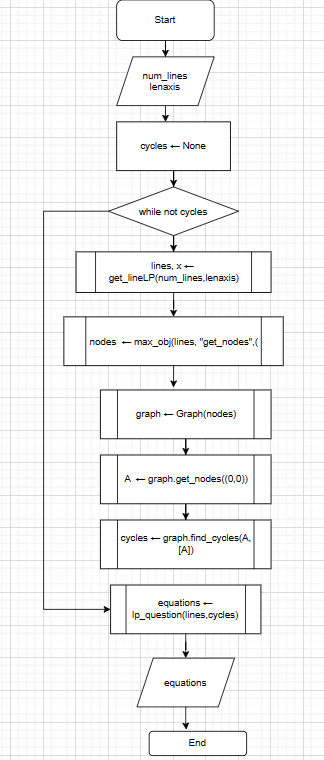 Start
num_lines
lenaxis
cycles ← None
while not cycles
lines, x ←
get_lineLP(num_lines,lenaxis)
nodes ← max_obj(lines, "get_nodes",(
graph ← Graph(nodes)
A ← graph.get_nodes((0,0))
cycles ← graph.find_cycles(A,
[A])
equations ←
lp_question(lines,cycles)
equations
End